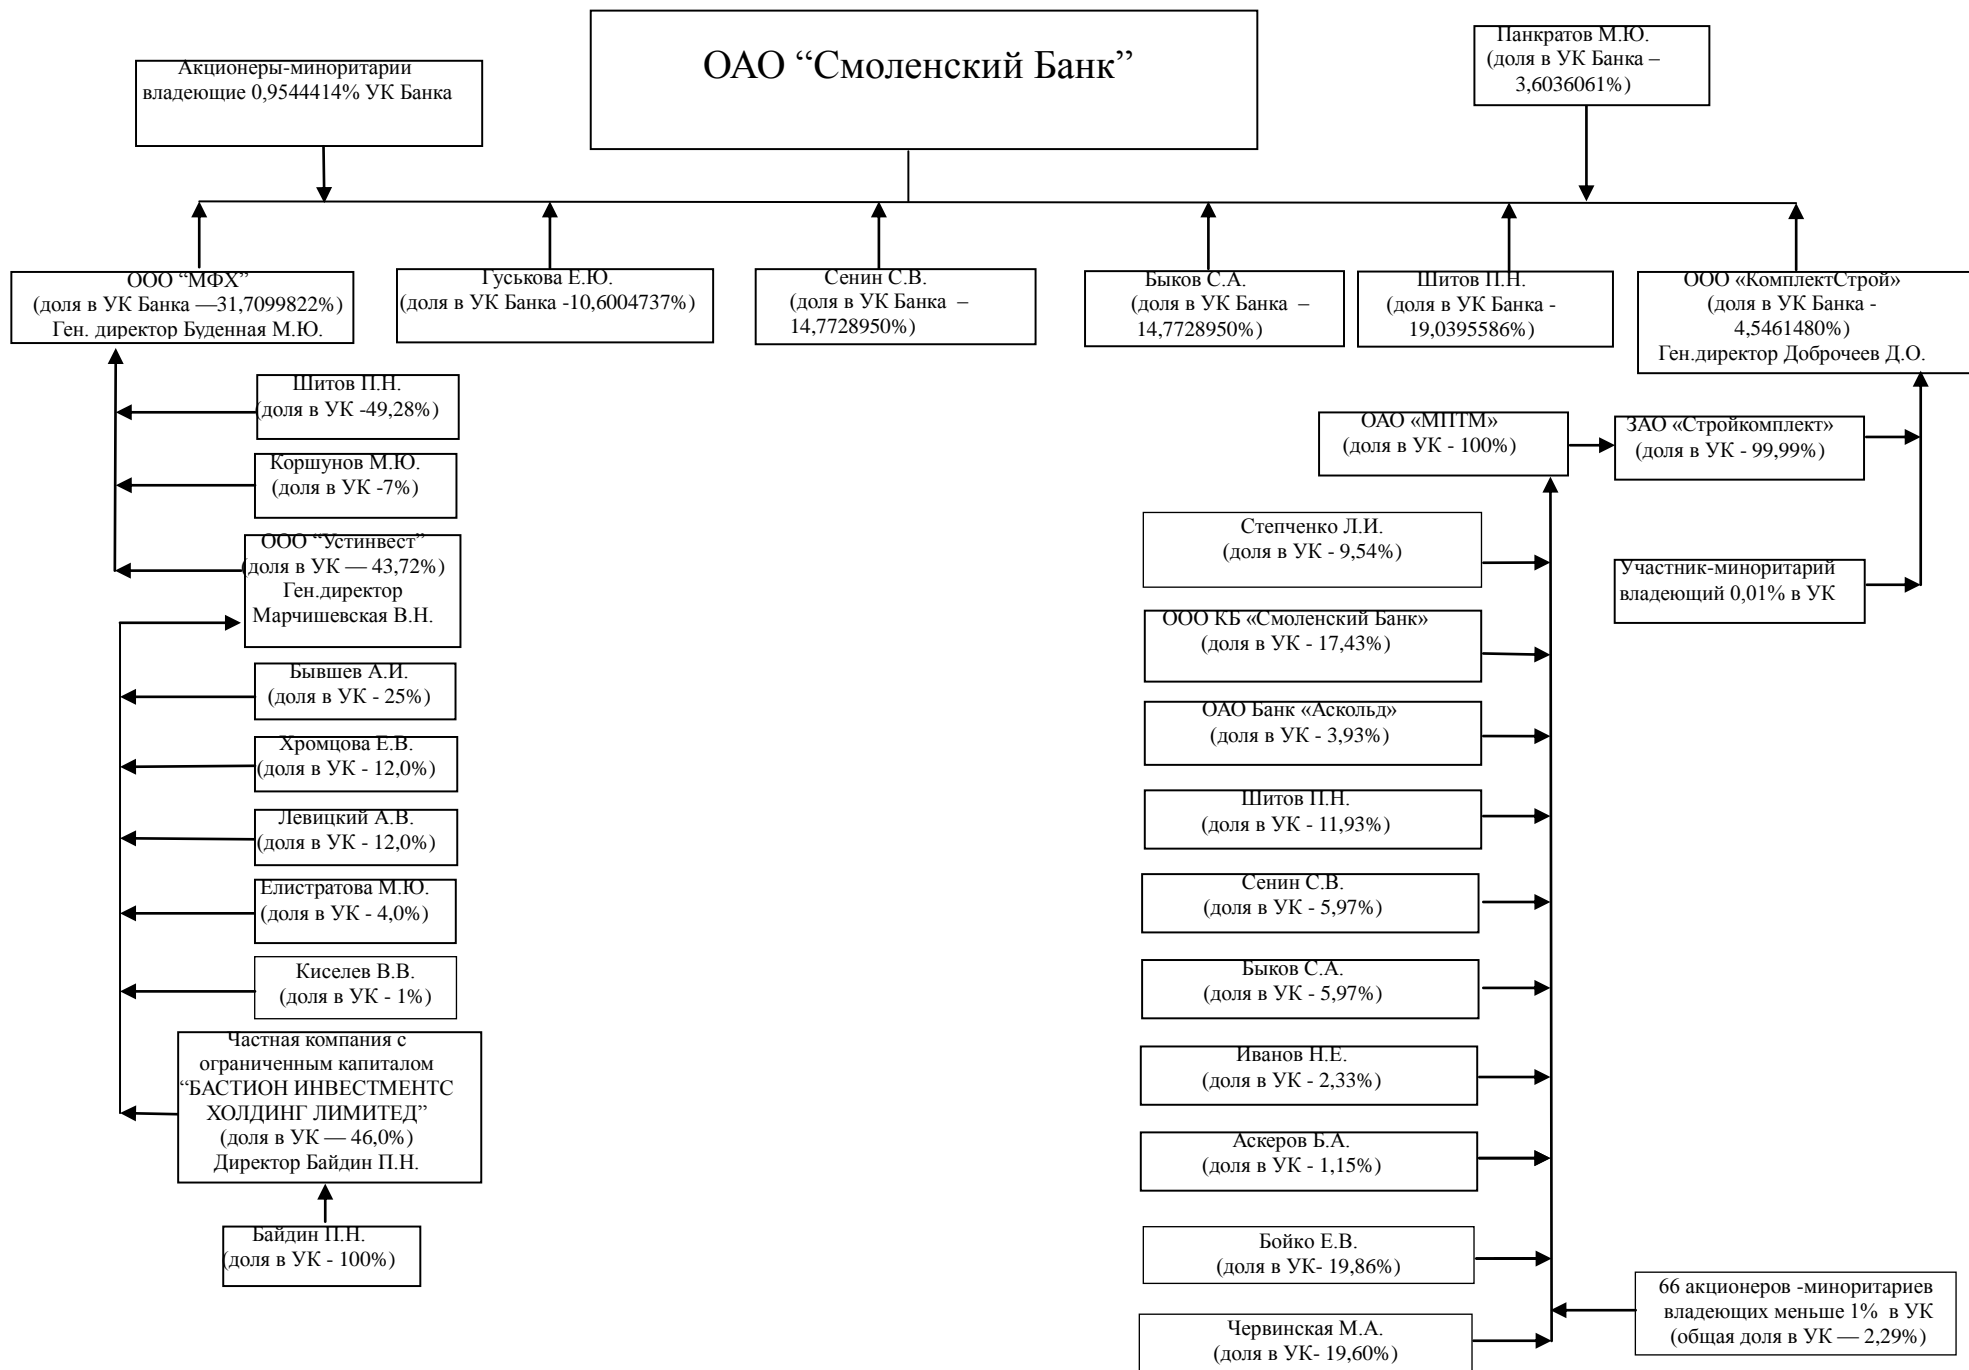 ОАО “Смоленский Банк”
Акционеры-миноритарии
владеющие 0,9544414% УК Банка
Панкратов М.Ю.
(доля в УК Банка –
3,6036061%)
ООО “МФХ”
(доля в УК Банка —31,7099822%)
Ген. директор Буденная М.Ю.
Гуськова Е.Ю.
(доля в УК Банка -10,6004737%)
Сенин С.В.
(доля в УК Банка –
14,7728950%)
Быков С.А.
(доля в УК Банка –
14,7728950%)
Шитов П.Н.
(доля в УК Банка -
19,0395586%)
ООО «КомплектСтрой»
(доля в УК Банка -
4,5461480%)
Ген.директор Доброчеев Д.О.
Шитов П.Н.
(доля в УК -49,28%)
Коршунов М.Ю.
(доля в УК -7%)
ООО “Устинвест”
(доля в УК — 43,72%)
Ген.директор
Марчишевская В.Н.
Бывшев А.И.
(доля в УК - 25%)
Хромцова Е.В.
(доля в УК - 12,0%)
Левицкий А.В.
(доля в УК - 12,0%)
Елистратова М.Ю.
(доля в УК - 4,0%)
Киселев В.В.
(доля в УК - 1%)
Частная компания с
ограниченным капиталом
“БАСТИОН ИНВЕСТМЕНТС
ХОЛДИНГ ЛИМИТЕД”
(доля в УК — 46,0%)
Директор Байдин П.Н.
Байдин П.Н.
(доля в УК - 100%)
ОАО «МПТМ»
(доля в УК - 100%)
ЗАО «Стройкомплект»
(доля в УК - 99,99%)
Участник-миноритарий
владеющий 0,01% в УК
Степченко Л.И.
(доля в УК - 9,54%)
ООО КБ «Смоленский Банк»
(доля в УК - 17,43%)
ОАО Банк «Аскольд»
(доля в УК - 3,93%)
Шитов П.Н.
(доля в УК - 11,93%)
Сенин С.В.
(доля в УК - 5,97%)
Быков С.А.
(доля в УК - 5,97%)
Иванов Н.Е.
(доля в УК - 2,33%)
Аскеров Б.А.
(доля в УК - 1,15%)
Бойко Е.В.
(доля в УК- 19,86%)
Червинская М.А.
(доля в УК- 19,60%)
66 акционеров -миноритариев
владеющих меньше 1% в УК
(общая доля в УК — 2,29%)